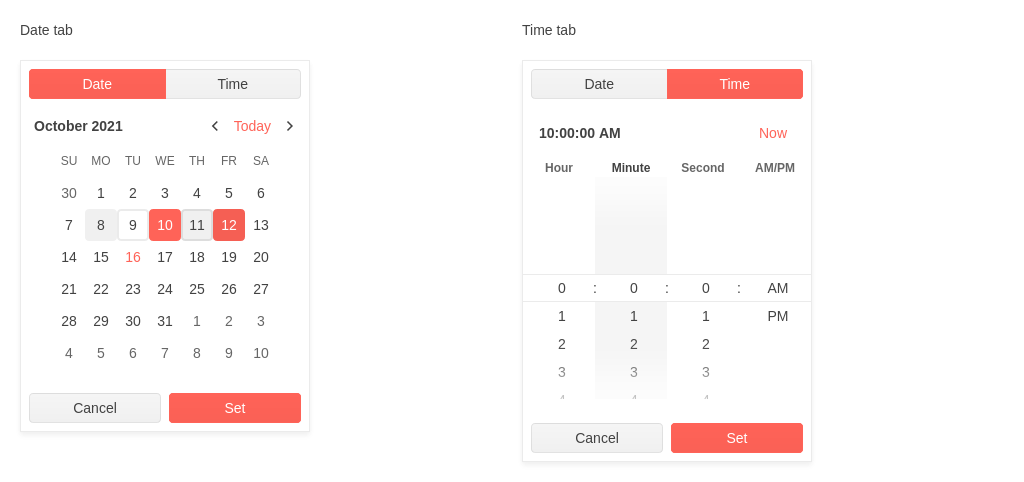 Date tab
Date Time
October 2021 Today
SU MO TU WE TH FR SA
30 1 2 3 4 5 6
7 8 9 10 11 12 13
14 15 16 17 18 19 20
21 22 23 24 25 26 27
28 29 30 31 1 2 3
4 5 6 7 8 9 10
Cancel Set
Time tab
Date Time
10:00:00 AM Now
Hour Minute Second AM/PM
0 : 0 : 0 : AM
1 1 1 PM
2 2 2
3 3 3
Cancel Set